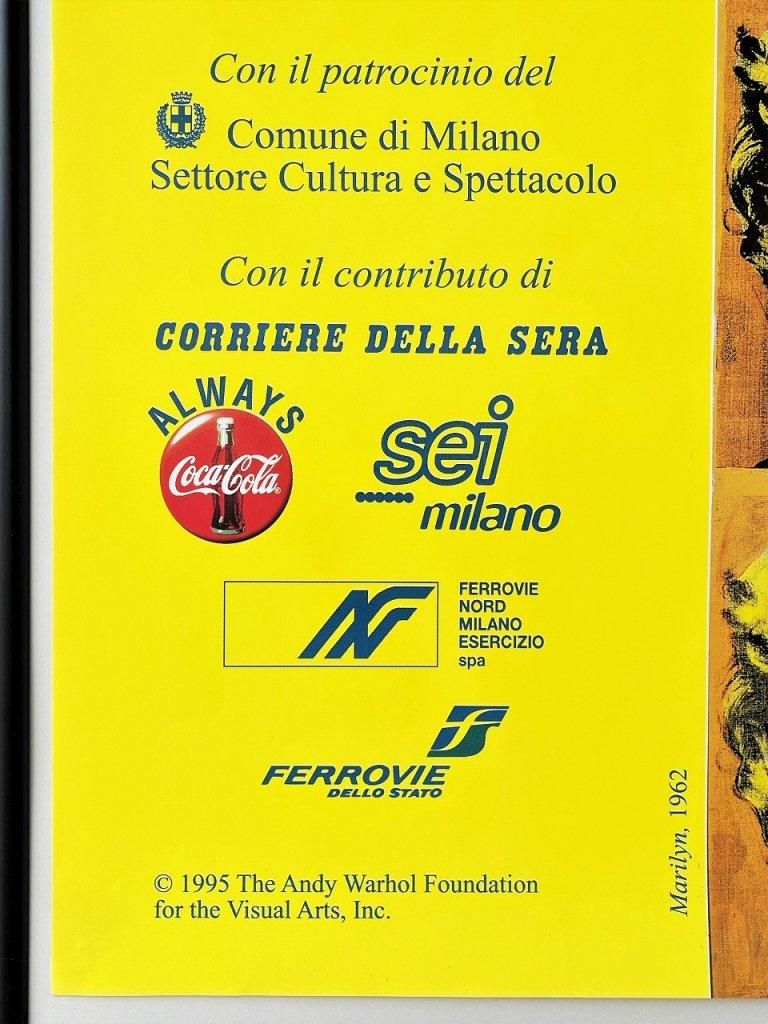 Con il patrocinio del
Comune di Milano
Settore Cultura e Spettacolo
Con il contributo di
CORRIERE DELLA SERA
ALWAYS
Coca-Cola
sei
milano
FERROVIE
NORD
MILANO
ESERCIZIO
spa
FERROVIE
DELLO STATO
© 1995 The Andy Warhol Foundation
for the Visual Arts, Inc.
Marilyn, 1962